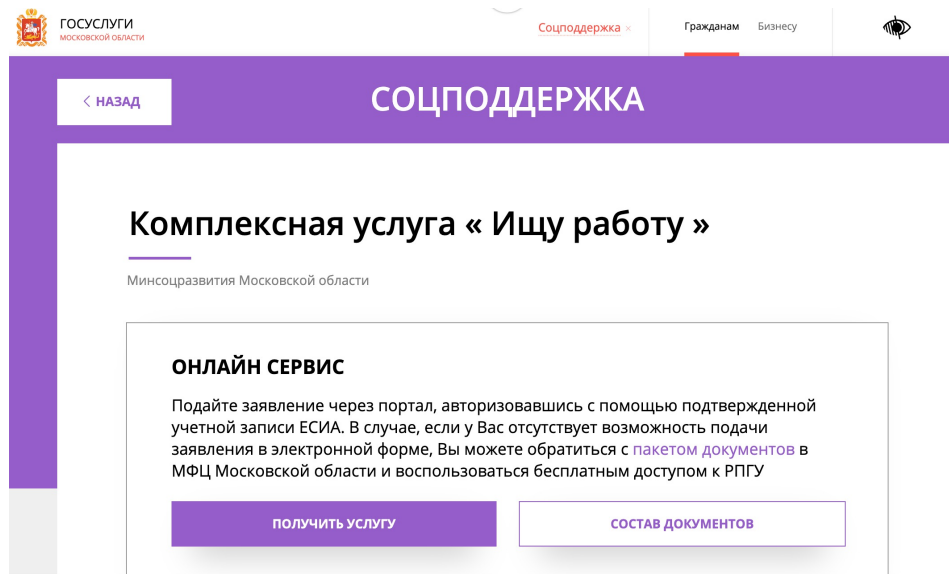 ГОСУСЛУГИ
МОСКОВСКОЙ ОБЛАСТИ
Соцподдержка ×
Гражданам
Бизнесу
< НАЗАД
СОЦПОДДЕРЖКА
Комплексная услуга « Ищу работу »
Минсоцразвития Московской области
ОНЛАЙН СЕРВИС
Подайте заявление через портал, авторизовавшись с помощью подтвержденной
учетной записи ЕСИА. В случае, если у Вас отсутствует возможность подачи
заявления в электронной форме, Вы можете обратиться с пакетом документов в
МФЦ Московской области и воспользоваться бесплатным доступом к РПГУ
ПОЛУЧИТЬ УСЛУГУ
СОСТАВ ДОКУМЕНТОВ